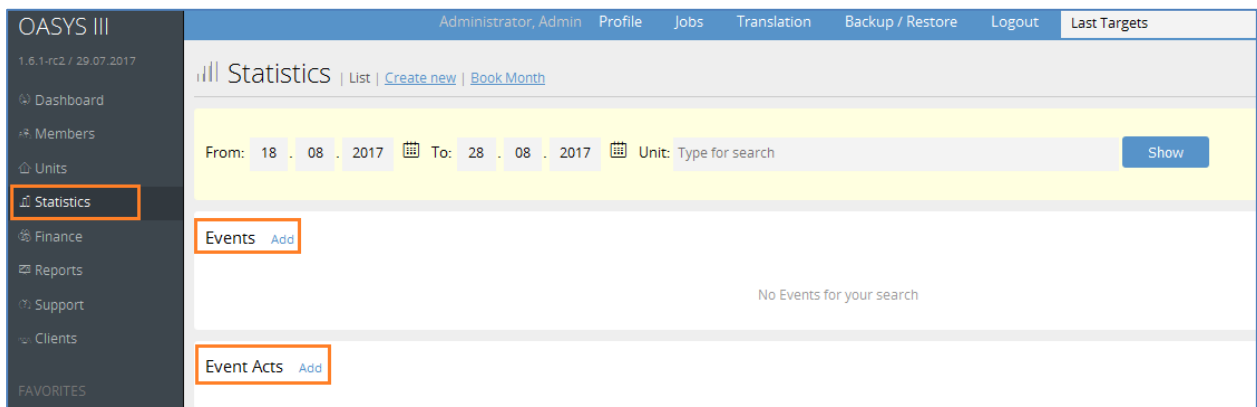 OASYS III
1.6.1-rc2 / 29.07.2017
Dashboard
Members
Units
Statistics
Finance
Reports
Support
Clients
FAVORITES
Administrator, Admin Profile Jobs Translation Backup / Restore Logout Last Targets
Statistics | List | Create new | Book Month
From: 18 . 08 . 2017 To: 28 . 08 . 2017 Unit: Type for search Show
Events Add
No Events for your search
Event Acts Add